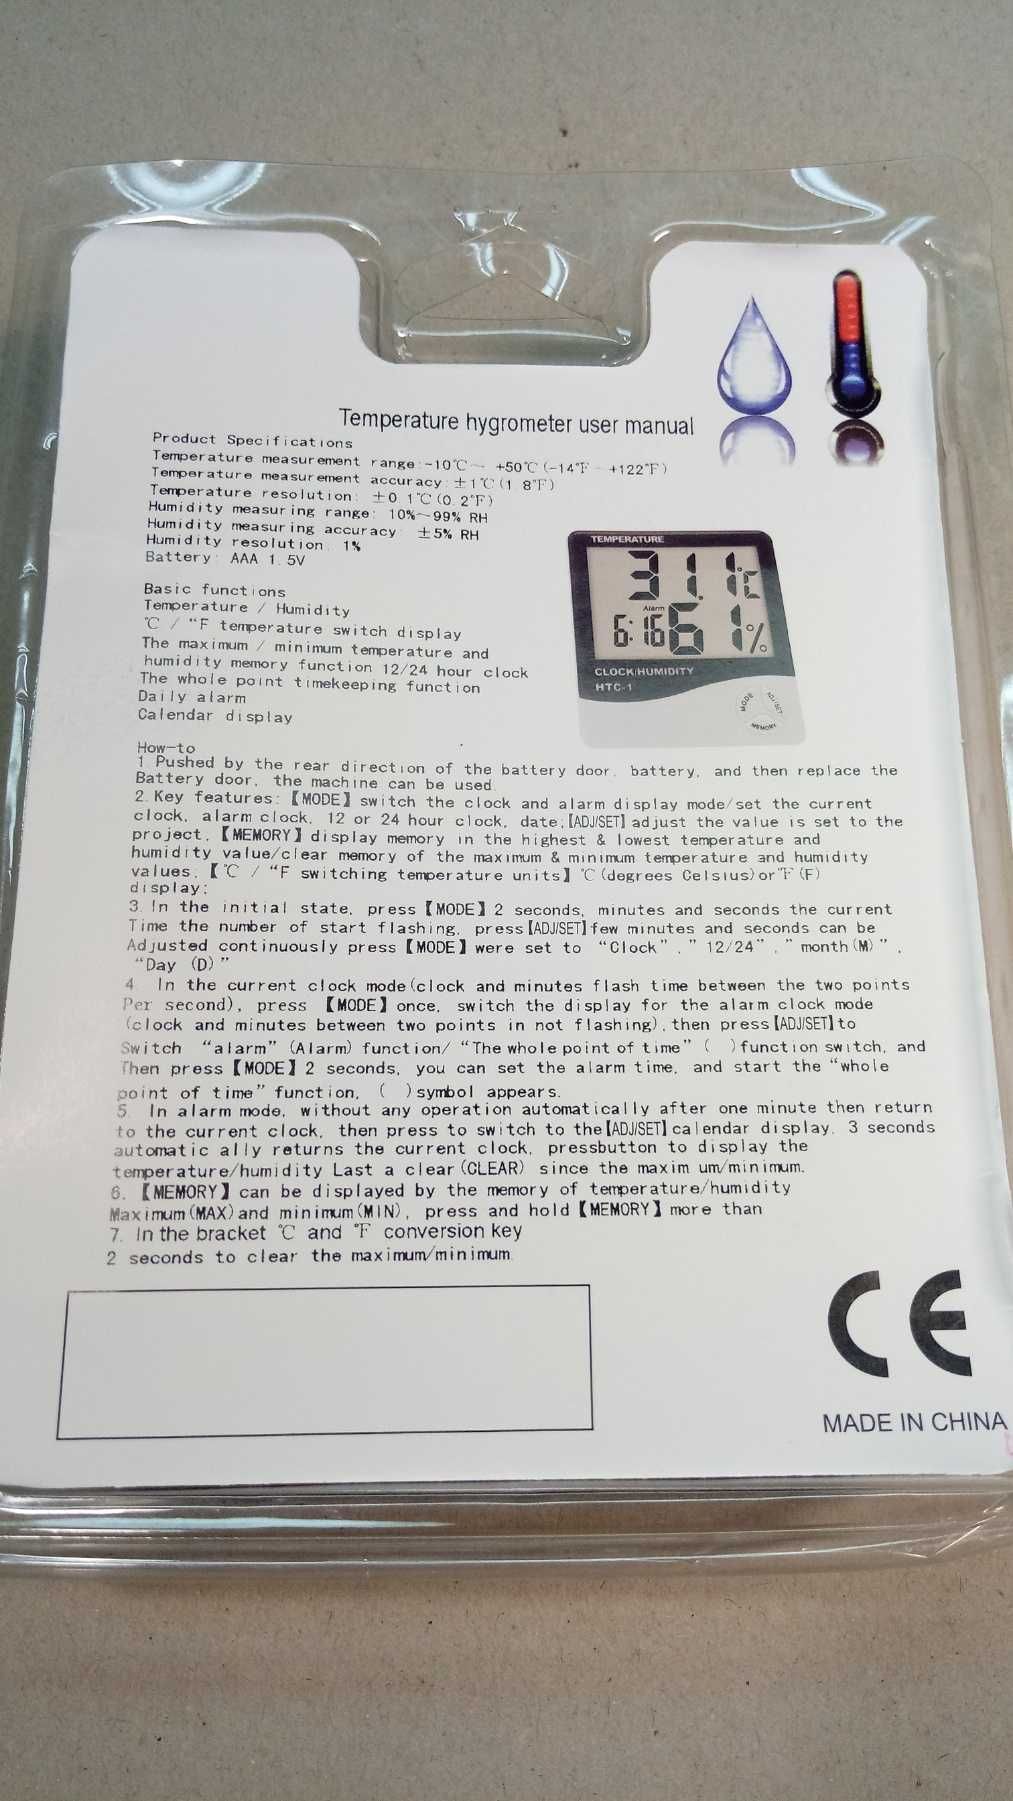 Temperature hygrometer user manual
Product Specifications
Temperature measurement range:-10℃~ +50℃(-14℉ +122℉)
Temperature measurement accuracy:±1℃(1 8℉)
Temperature resolution: ±0 1℃(0.2℉)
Humidity measuring range: 10%~99% RH
Humidity measuring accuracy: ±5% RH
Humidity resolution. 1%
Battery: AAA 1.5V
TEMPERATURE
31.1℃
Alarm
6:16 61%
CLOCK/HUMIDITY
HTC-1
MODE
ADJ/SET
MEMORY
Basic functions
Temperature / Humidity
℃ / “F temperature switch display
The maximum / minimum temperature and
humidity memory function 12/24 hour clock
The whole point timekeeping function
Daily alarm
Calendar display
How-to
1 Pushed by the rear direction of the battery door. battery, and then replace the
Battery door, the machine can be used.
2.Key features:【MODE】switch the clock and alarm display mode/set the current
clock, alarm clock, 12 or 24 hour clock, date;【ADJ/SET】adjust the value is set to the
project,【MEMORY】display memory in the highest & lowest temperature and
humidity value/clear memory of the maximum & minimum temperature and humidity
values;【℃ / “F switching temperature units】℃(degrees Celsius)or℉(F)
display;
3.In the initial state, press【MODE】2 seconds, minutes and seconds the current
Time the number of start flashing, press【ADJ/SET】few minutes and seconds can be
Adjusted continuously press【MODE】were set to “Clock”,” 12/24”,” month(M)”,
“Day (D)”
4 In the current clock mode(clock and minutes flash time between the two points
Per second), press 【MODE】once, switch the display for the alarm clock mode
(clock and minutes between two points in not flashing),then press【ADJ/SET】to
Switch “alarm” (Alarm) function/“The whole point of time” ( )function switch, and
Then press【MODE】2 seconds, you can set the alarm time, and start the “whole
point of time” function, ( )symbol appears.
5. In alarm mode, without any operation automatically after one minute then return
to the current clock, then press to switch to the【ADJ/SET】calendar display. 3 seconds
automatic ally returns the current clock, pressbutton to display the
temperature/humidity Last a clear(CLEAR) since the maxim um/minimum.
6. 【MEMORY】can be displayed by the memory of temperature/humidity
Maximum(MAX)and minimum(MIN), press and hold【MEMORY】more than
7. In the bracket ℃ and ℉ conversion key
2 seconds to clear the maximum/minimum.
CE
MADE IN CHINA